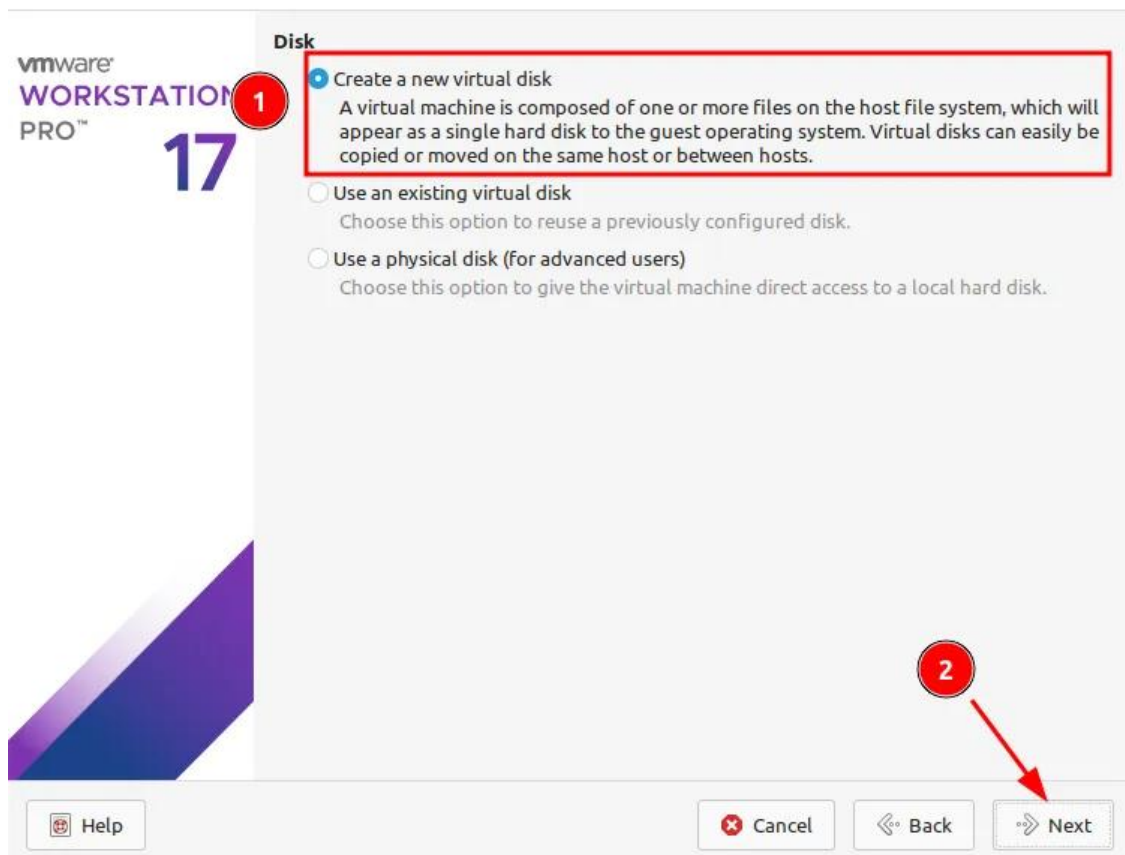 Disk
vmware
WORKSTATION
PRO™
17
1
Create a new virtual disk
A virtual machine is composed of one or more files on the host file system, which will
appear as a single hard disk to the guest operating system. Virtual disks can easily be
copied or moved on the same host or between hosts.
Use an existing virtual disk
Choose this option to reuse a previously configured disk.
Use a physical disk (for advanced users)
Choose this option to give the virtual machine direct access to a local hard disk.
2
Help
Cancel
Back
Next